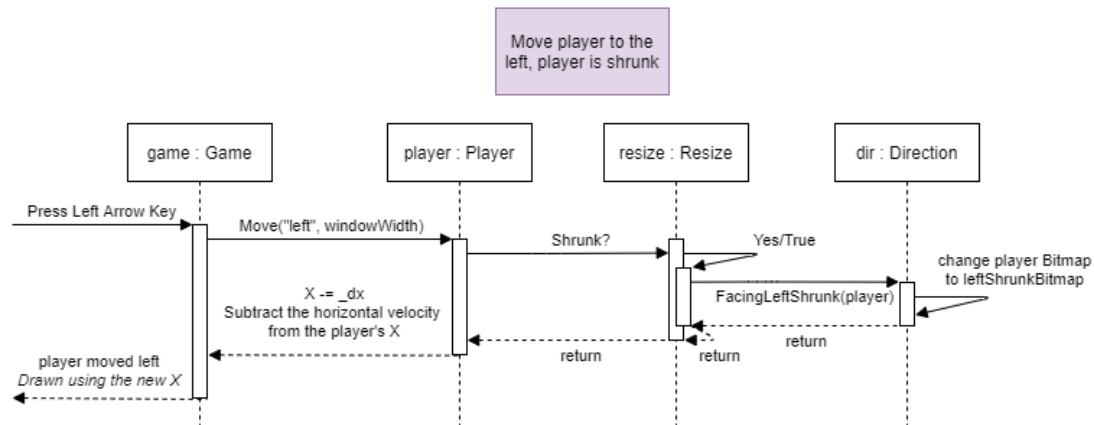 Move player to the
left, player is shrunk
game : Game
player : Player
resize : Resize
dir : Direction
Press Left Arrow Key
Move("left", windowWidth)
Shrunk?
Yes/True
change player Bitmap
to leftShrunkBitmap
FacingLeftShrunk(player)
X -= _dx
Subtract the horizontal velocity
from the player's X
return
return
return
player moved left
Drawn using the new X